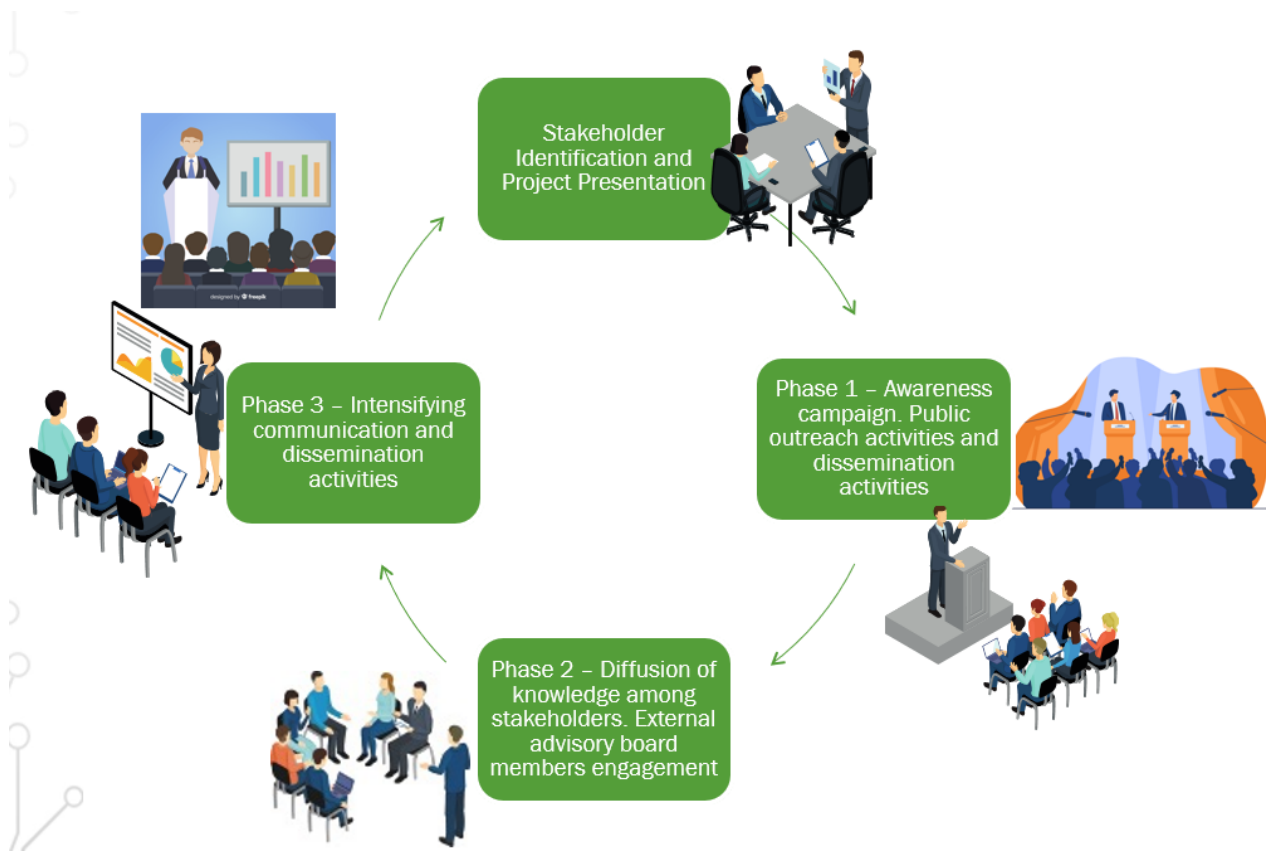 Stakeholder
Identification and
Project Presentation
Phase 1 – Awareness
campaign. Public
outreach activities and
dissemination
activities
Phase 2 – Diffusion of
knowledge among
stakeholders. External
advisory board
members engagement
Phase 3 – Intensifying
communication and
dissemination
activities
designed by freepik